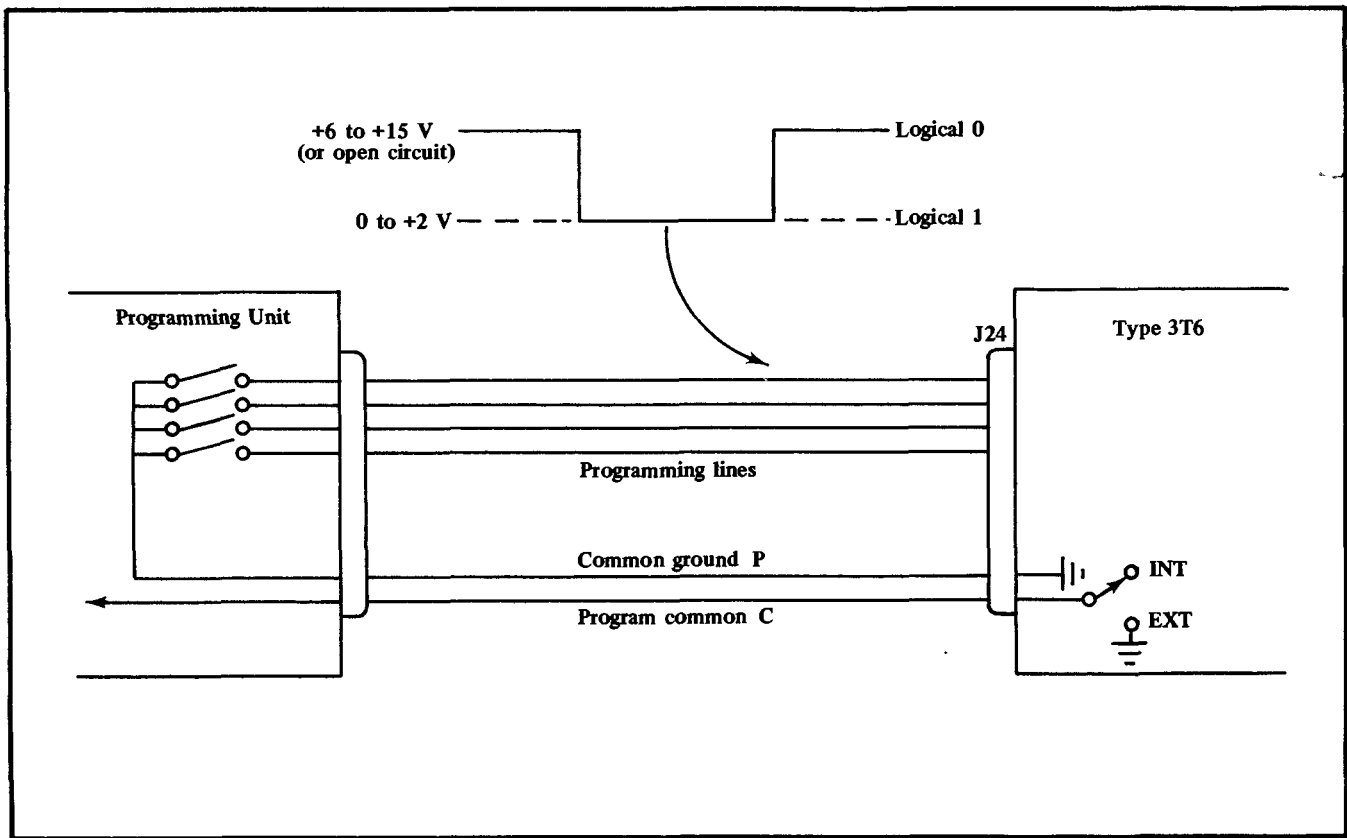 +6 to +15 V
(or open circuit)
Logical 0
0 to +2 V
Logical 1
Programming Unit
J24
Type 3T6
Programming lines
Common ground P
INT
Program common C
EXT